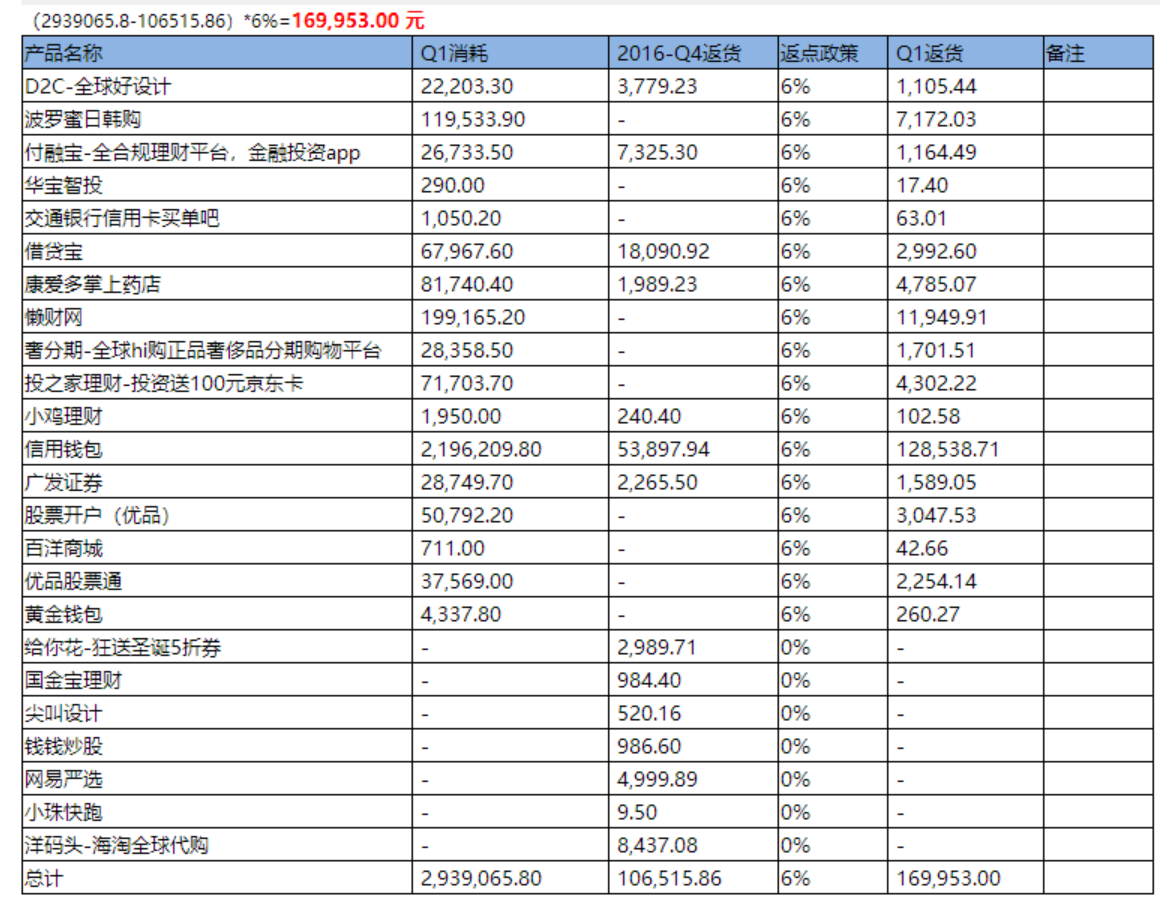 （2939065.8-106515.86）*6%=169,953.00 元
产品名称 Q1消耗 2016-Q4返货 返点政策 Q1返货 备注
D2C-全球好设计 22,203.30 3,779.23 6% 1,105.44
波罗蜜日韩购 119,533.90 - 6% 7,172.03
付融宝-全合规理财平台，金融投资app 26,733.50 7,325.30 6% 1,164.49
华宝智投 290.00 - 6% 17.40
交通银行信用卡买单吧 1,050.20 - 6% 63.01
借贷宝 67,967.60 18,090.92 6% 2,992.60
康爱多掌上药店 81,740.40 1,989.23 6% 4,785.07
懒财网 199,165.20 - 6% 11,949.91
奢分期-全球hi购正品奢侈品分期购物平台 28,358.50 - 6% 1,701.51
投之家理财-投资送100元京东卡 71,703.70 - 6% 4,302.22
小鸡理财 1,950.00 240.40 6% 102.58
信用钱包 2,196,209.80 53,897.94 6% 128,538.71
广发证券 28,749.70 2,265.50 6% 1,589.05
股票开户（优品） 50,792.20 - 6% 3,047.53
百洋商城 711.00 - 6% 42.66
优品股票通 37,569.00 - 6% 2,254.14
黄金钱包 4,337.80 - 6% 260.27
给你花-狂送圣诞5折券 - 2,989.71 0% -
国金宝理财 - 984.40 0% -
尖叫设计 - 520.16 0% -
钱钱炒股 - 986.60 0% -
网易严选 - 4,999.89 0% -
小珠快跑 - 9.50 0% -
洋码头-海淘全球代购 - 8,437.08 0% -
总计 2,939,065.80 106,515.86 6% 169,953.00